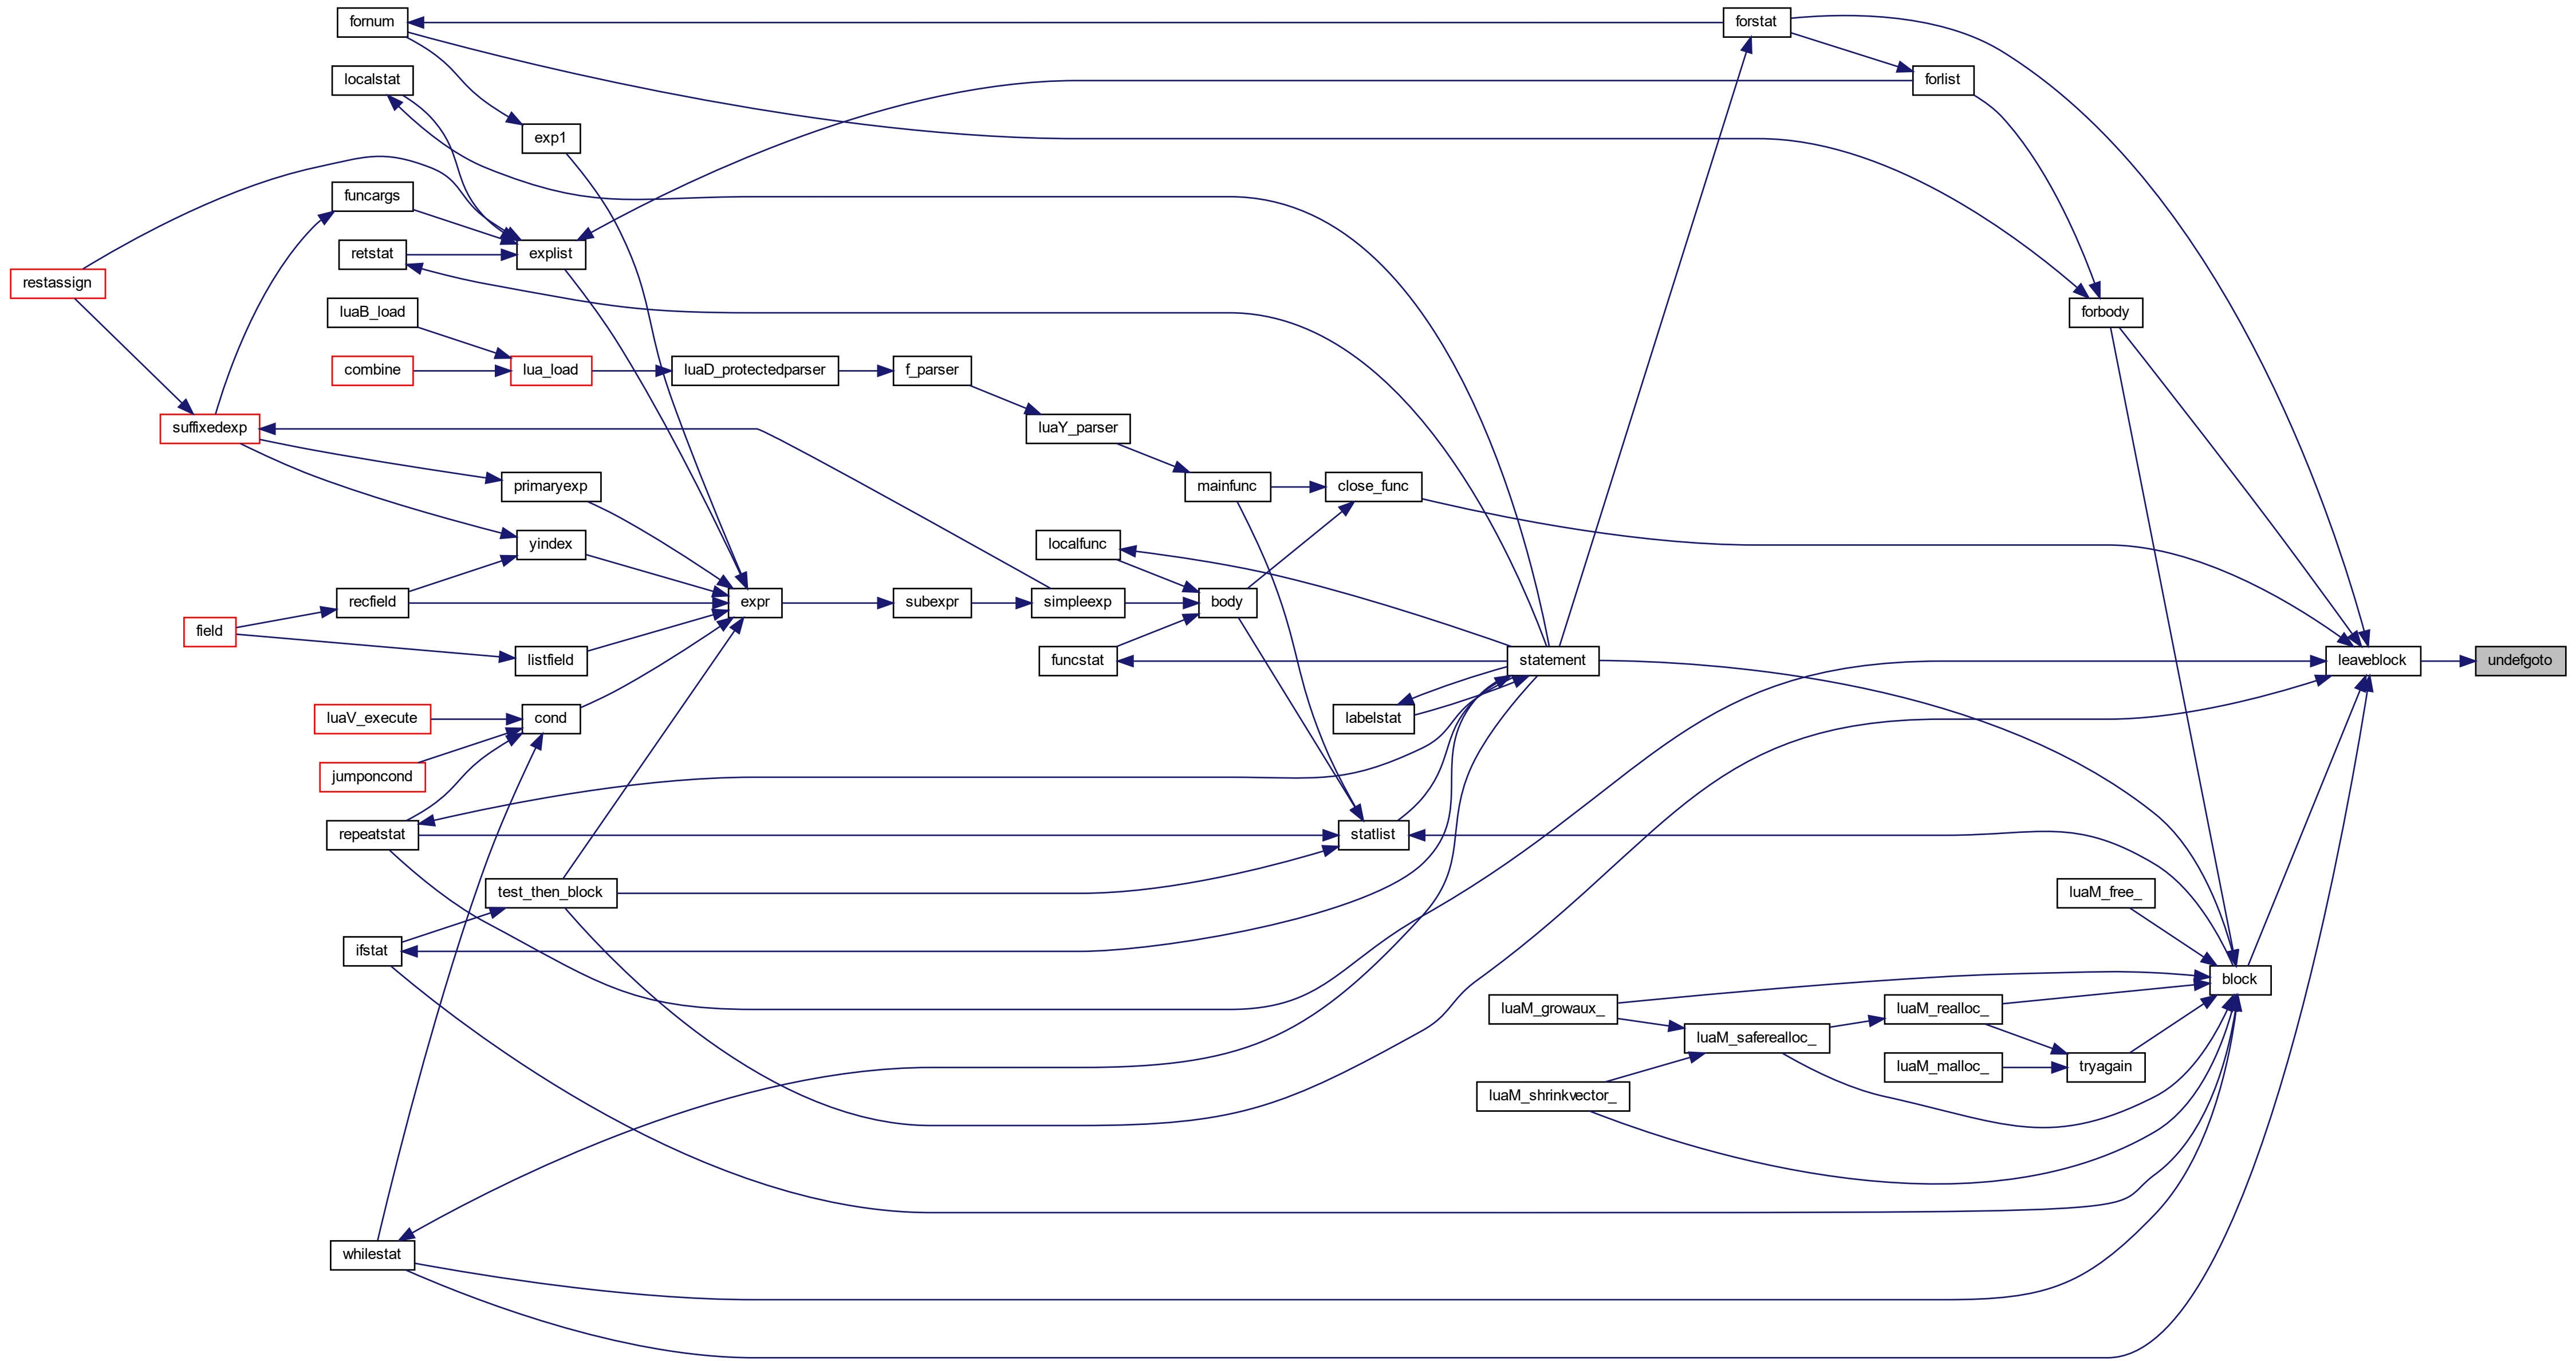 fornum
forstat
localstat
forlist
exp1
funcargs
retstat
explist
restassign
luaB_load
forbody
combine
lua_load
luaD_protectedparser
f_parser
suffixedexp
luaY_parser
primaryexp
mainfunc
close_func
yindex
localfunc
recfield
expr
subexpr
simpleexp
body
field
listfield
funcstat
statement
leaveblock
undefgoto
luaV_execute
cond
labelstat
jumponcond
repeatstat
statlist
test_then_block
luaM_free_
ifstat
block
luaM_growaux_
luaM_realloc_
luaM_saferealloc_
luaM_malloc_
tryagain
luaM_shrinkvector_
whilestat